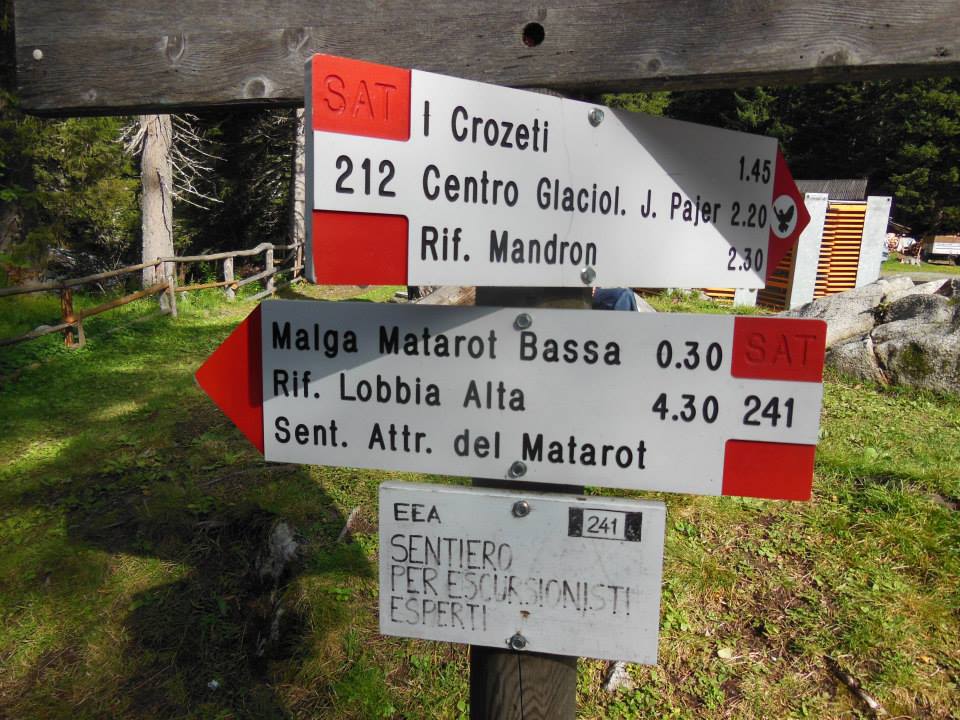 SAT
I Crozeti 1.45
212 Centro Glaciol. J. Pajer 2.20
Rif. Mandron 2.30
Malga Matarot Bassa 0.30 SAT
Rif. Lobbia Alta 4.30 241
Sent. Attr. del Matarot
EEA 241
SENTIERO
PER ESCURSIONISTI
ESPERTI